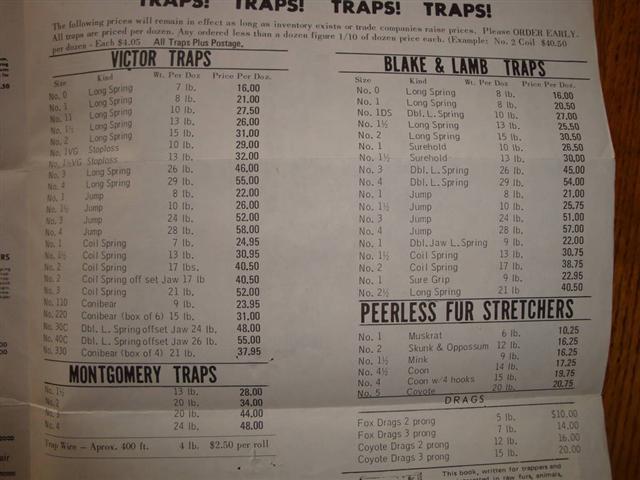 TRAPS! TRAPS! TRAPS! TRAPS!
The following prices will remain in effect as long as inventory exists or trade companies raise prices. Please ORDER EARLY.
All traps are priced per dozen. Any ordered less than a dozen figure 1/10 of dozen price each. (Example: No. 2 Coil $40.50
per dozen - Each $4.05 All Traps Plus Postage.
VICTOR TRAPS
Size Kind Wt. Per Doz Price Per Doz.
No. 0 Long Spring 7 lb. 16,00
No. 1 Long Spring 8 lb. 21.00
No. 11 Long Spring 10 lb. 27.50
No. 1½ Long Spring 13 lb. 26.00
No. 2 Long Spring 15 lb. 31,00
No. 1VG Stoploss 10 lb. 29.00
No. 1½VG Stoploss 13 lb. 32.00
No. 3 Long Spring 26 lb. 46.00
No. 4 Long Spring 29 lb. 55.00
No. 1 Jump 8 lb. 22.00
No. 1½ Jump 10 lb. 26.00
No. 3 Jump 24 lb. 52.00
No. 4 Jump 28 lb. 58.00
No. 1 Coil Spring 7 lb. 24,95
No. 1½ Coil Spring 13 lb. 30,95
No. 2 Coil Spring 17 lbs. 40,50
No. 2 Coil Spring off set Jaw 17 lb 40.50
No. 3 Coil Spring 21 lb. 52.00
No. 110 Conibear 9 lb. 23.95
No. 220 Conibear (box of 6) 15 lb. 31.00
No. 30C Dbl. L. Spring offset Jaw 24 lb. 48.00
No. 40C Dbl. L. Spring offset Jaw 26 lb. 55.00
No. 330 Conibear (box of 4) 21 lb. 37.95
MONTGOMERY TRAPS
No. 1½ 13 lb. 28.00
No. 2 20 lb. 34.00
No. 3 20 lb. 44.00
No. 4 24 lb. 48.00
Trap Wire — Aprox. 400 ft. 4 lb. $2.50 per roll
BLAKE & LAMB TRAPS
Size Kind Wt. Per Doz Price Per Doz.
No. 0 Long Spring 8 lb. 16.00
No. 1 Long Spring 8 lb. 20.50
No. 1DS Dbl. L. Spring 10 lb. 27,00
No. 1½ Long Spring 13 lb. 25.50
No. 2 Long Spring 15 lb. 30.50
No. 1 Surehold 10 lb. 26.50
No. 1½ Surehold 13 lb. 30,00
No. 3 Dbl. L. Spring 26 lb. 45.00
No. 4 Dbl. L. Spring 29 lb. 54.00
No. 1 Jump 8 lb. 21,00
No. 1½ Jump 10 lb. 25.75
No. 3 Jump 24 lb. 51.00
No. 4 Jump 28 lb. 57.00
No. 1 Dbl. Jaw L. Spring 9 lb. 22.00
No. 1½ Coil Spring 13 lb. 30.75
No. 2 Coil Spring 17 lb. 38.75
No. 1 Sure Grip 9 lb. 22.95
No. 2½ Long Spring 21 lb 40.50
PEERLESS FUR STRETCHERS
No. 1 Muskrat 6 lb. 10,25
No. 2 Skunk & Oppossum 12 lb. 16,25
No. 1½ Mink 9 lb. 16.25
No. 4½ Coon 14 lb. 17.25
No. 4 Coon w/4 hooks 15 lb. 19.75
No. 5 Coyote 20 lb. 20.75
DRAGS
Fox Drags 2 prong 5 lb. $10.00
Fox Drags 3 prong 7 lb. 14.00
Coyote Drags 2 prong 12 lb. 16.00
Coyote Drags 3 prong 15 lb. 20.00
This book, written for trappers and
in raw furs, animals,